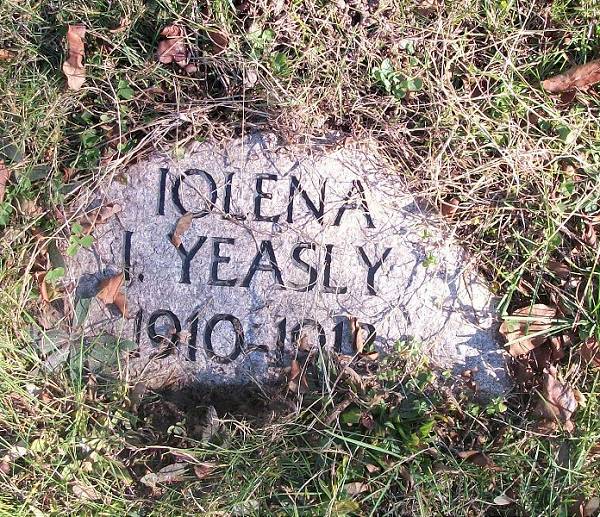 IOLENA
I. YEASLY
1910-1912